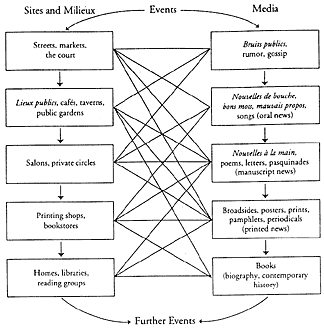 Sites and Milieux
Events
Media
Streets, markets,
the court
Bruits publics,
rumor, gossip
Lieux publics, cafés, taverns,
public gardens
Nouvelles de bouche,
bons mots, mauvais propos,
songs (oral news)
Salons, private circles
Nouvelles à la main,
poems, letters, pasquinades
(manuscript news)
Printing shops,
bookstores
Broadsides, posters, prints,
pamphlets, periodicals
(printed news)
Homes, libraries,
reading groups
Books
(biography, contemporary
history)
Further Events